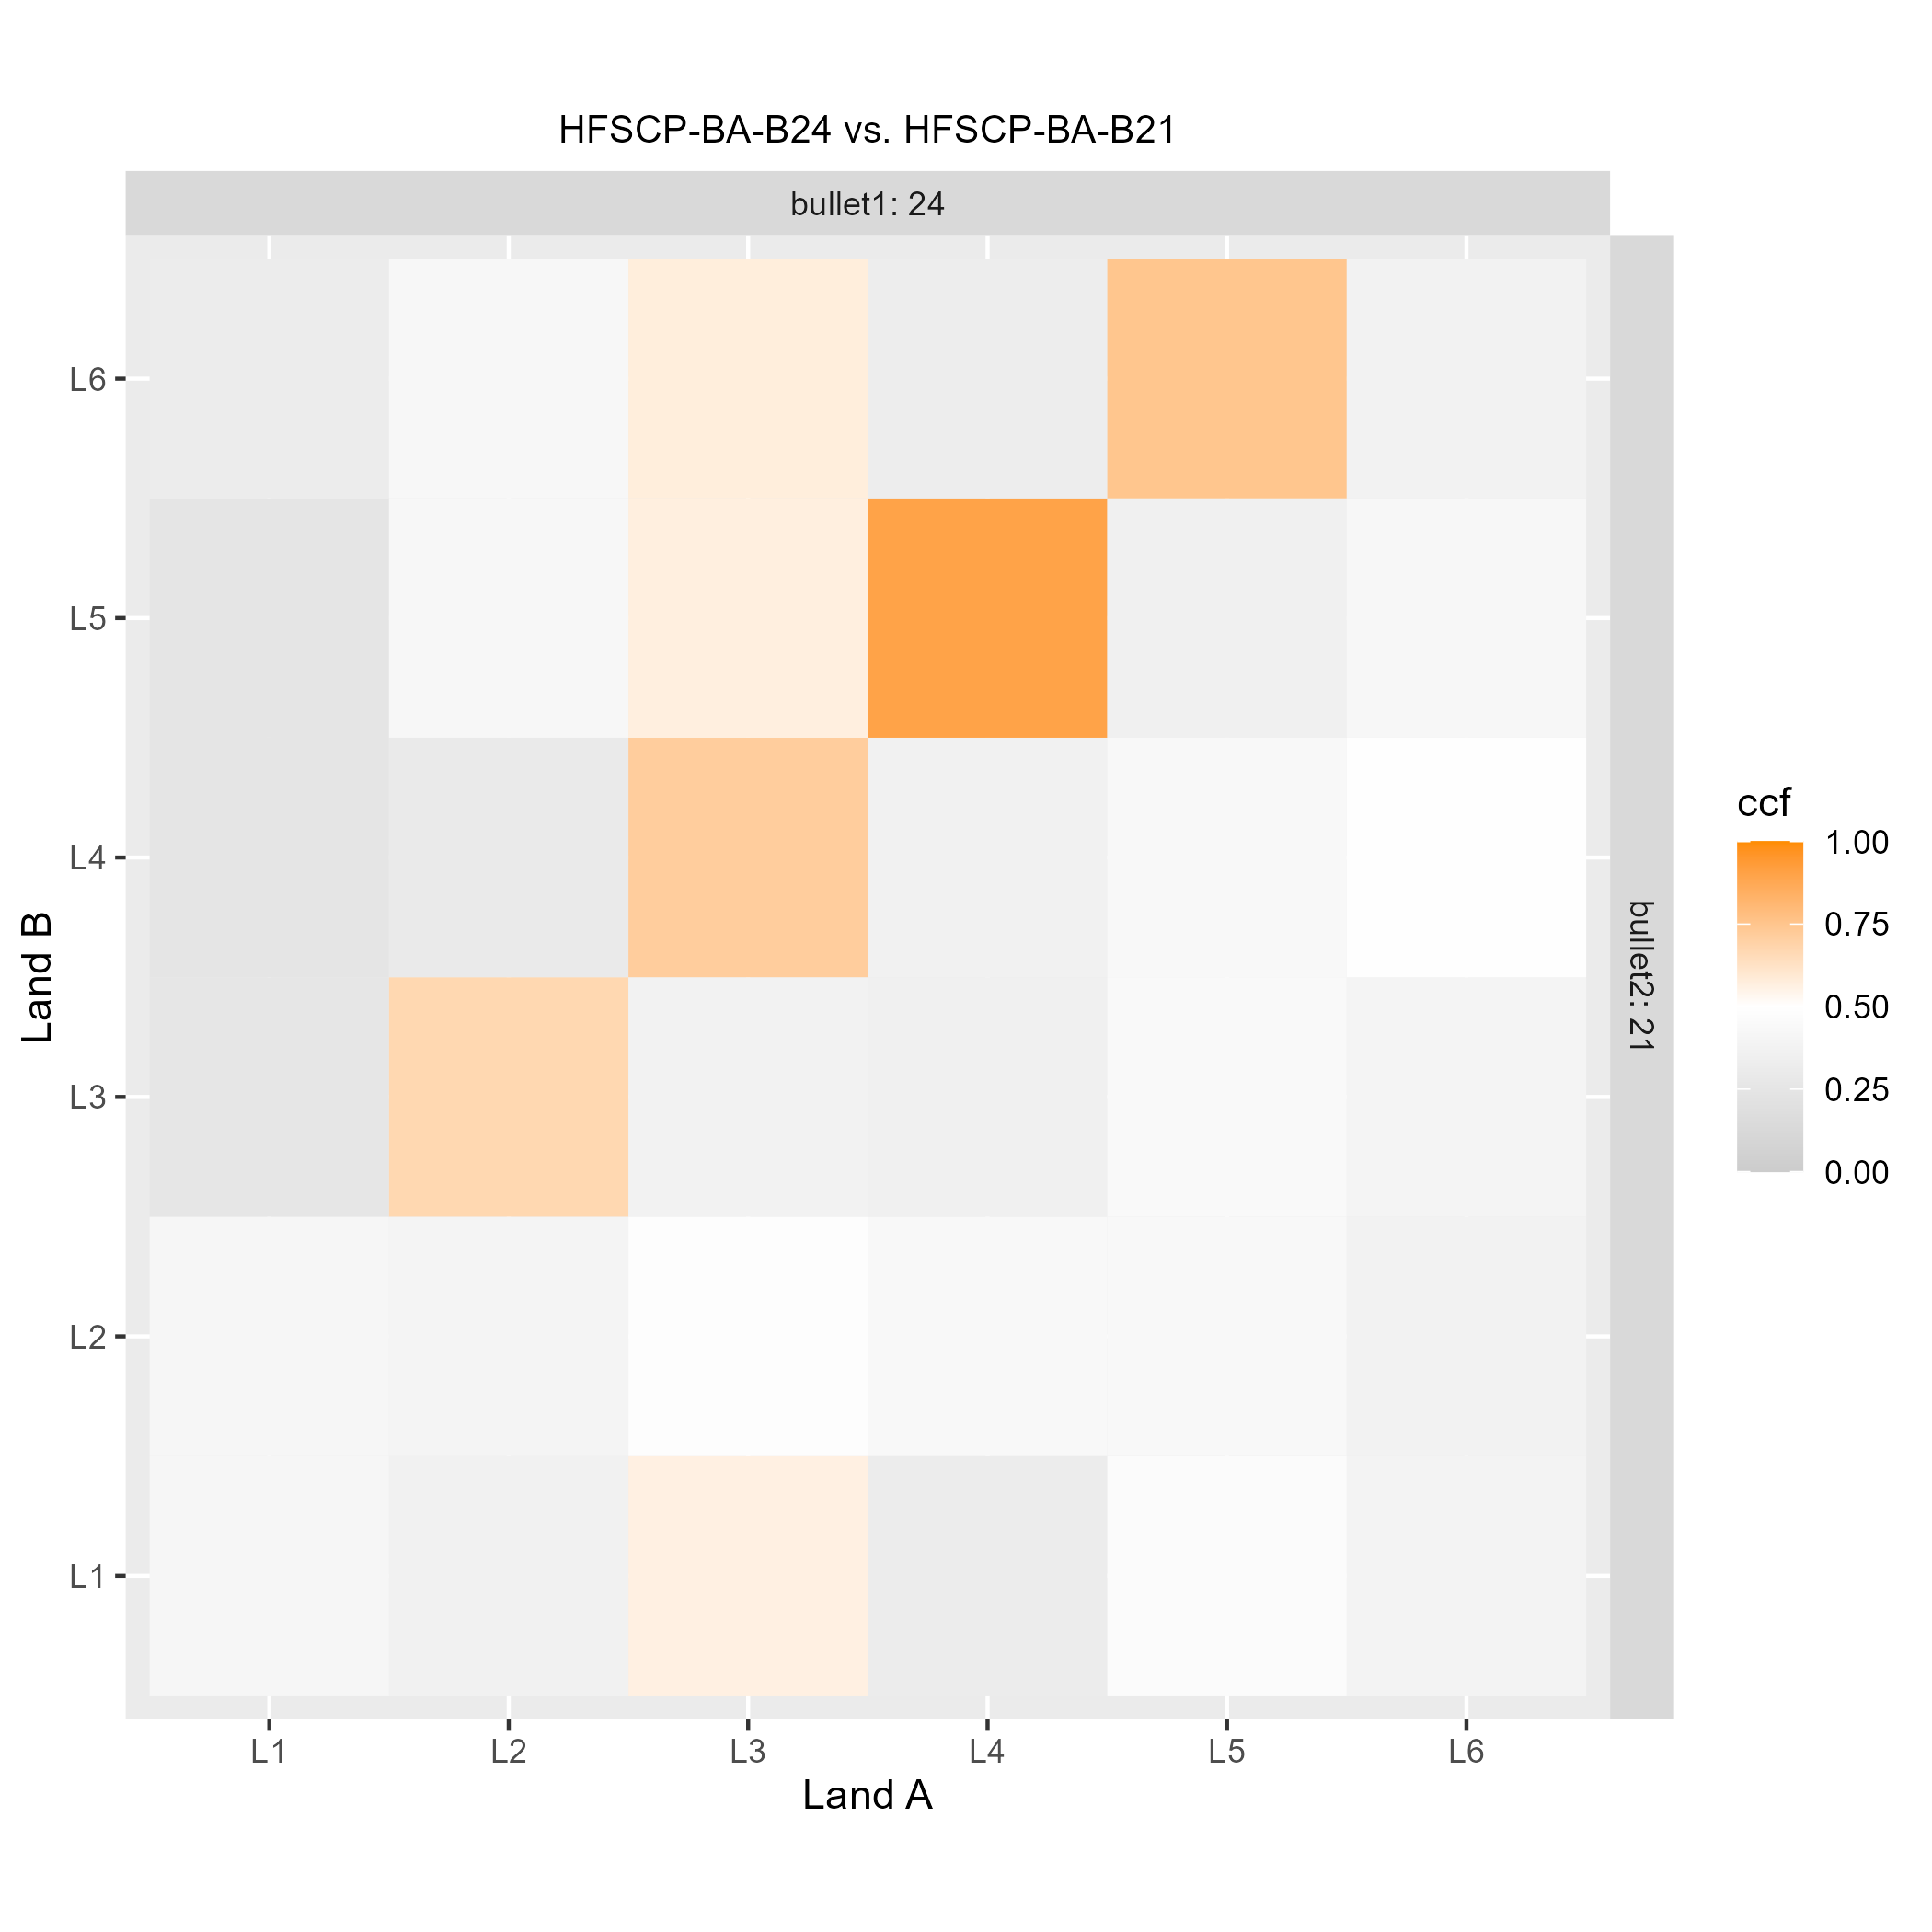 HFSCP-BA-B24 vs. HFSCP-BA-B21
bullet1: 24
L6
L5
L4
L3
L2
L1
Land B
bullet2: 21
L1 L2 L3 L4 L5 L6
Land A
ccf
1.00
0.75
0.50
0.25
0.00